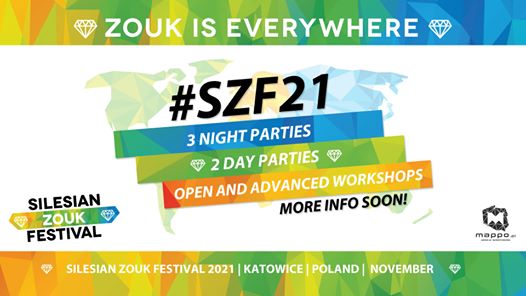 ZOUK IS EVERYWHERE
#SZF21
3 NIGHT PARTIES
2 DAY PARTIES
OPEN AND ADVANCED WORKSHOPS
MORE INFO SOON!
SILESIAN
ZOUK
FESTIVAL
mappo.pl
SILESIAN ZOUK FESTIVAL 2021 | KATOWICE | POLAND | NOVEMBER